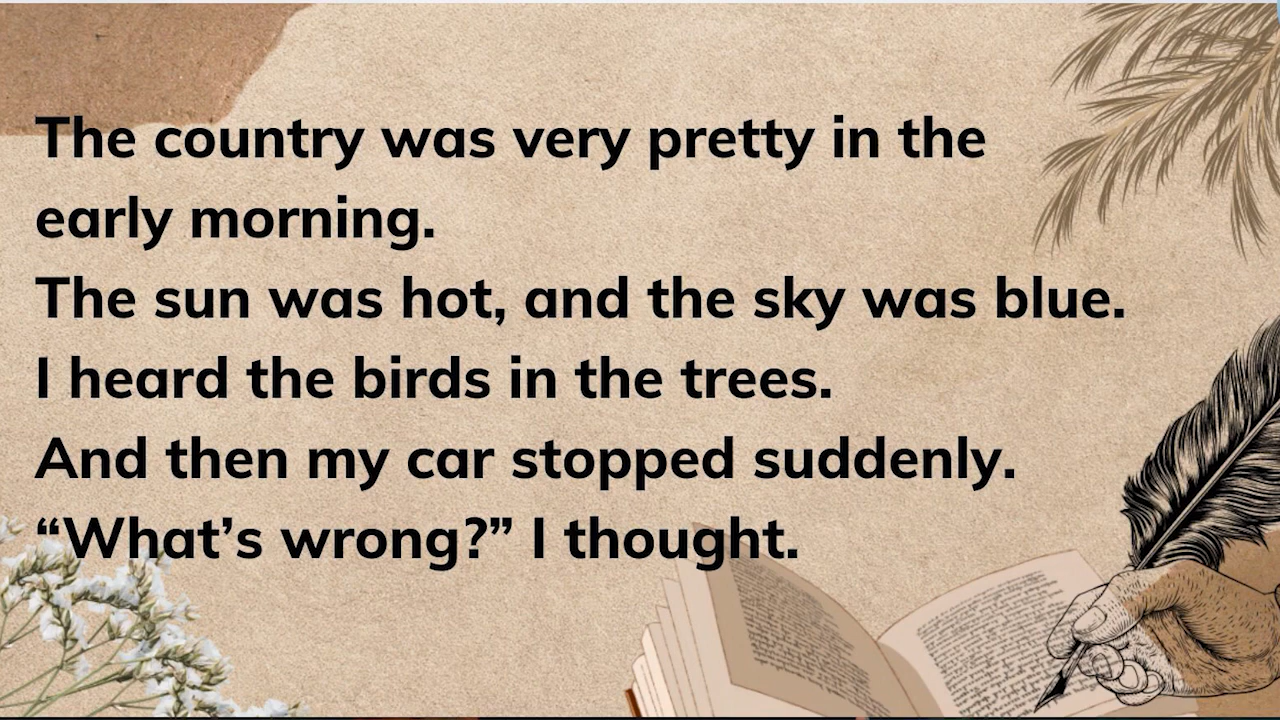 The country was very pretty in the
early morning.
The sun was hot, and the sky was blue.
I heard the birds in the trees.
And then my car stopped suddenly.
“What’s wrong?” I thought.